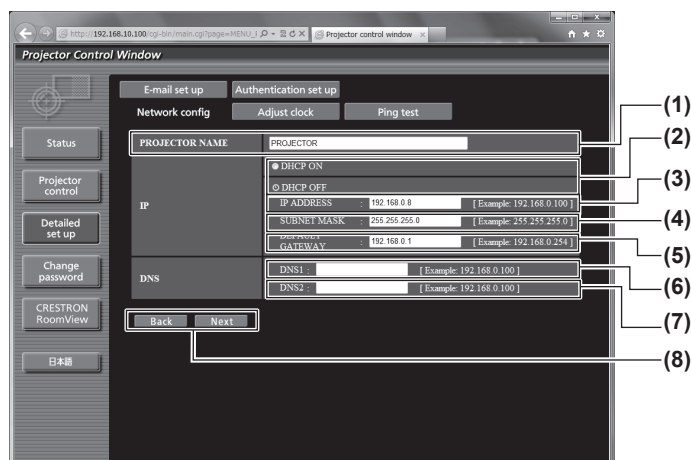 http://192.168.10.100/cgi-bin/main.cgi?page=MENU_I
Projector control window
Projector Control Window
E-mail set up Authentication set up
Network config Adjust clock Ping test
(1)
Status PROJECTOR NAME PROJECTOR
(2)
DHCP ON
Projector control
DHCP OFF
(3)
IP IP ADDRESS : 192.168.0.8 [ Example: 192.168.0.100 ]
(4)
Detailed set up
SUBNET MASK : 255.255.255.0 [ Example: 255.255.255.0 ]
DEFAULT GATEWAY : 192.168.0.1 [ Example: 192.168.0.254 ]
(5)
Change password
DNS DNS1 : [ Example: 192.168.0.100 ]
(6)
DNS2 : [ Example: 192.168.0.100 ]
(7)
CRESTRON RoomView
Back Next
(8)
日本語